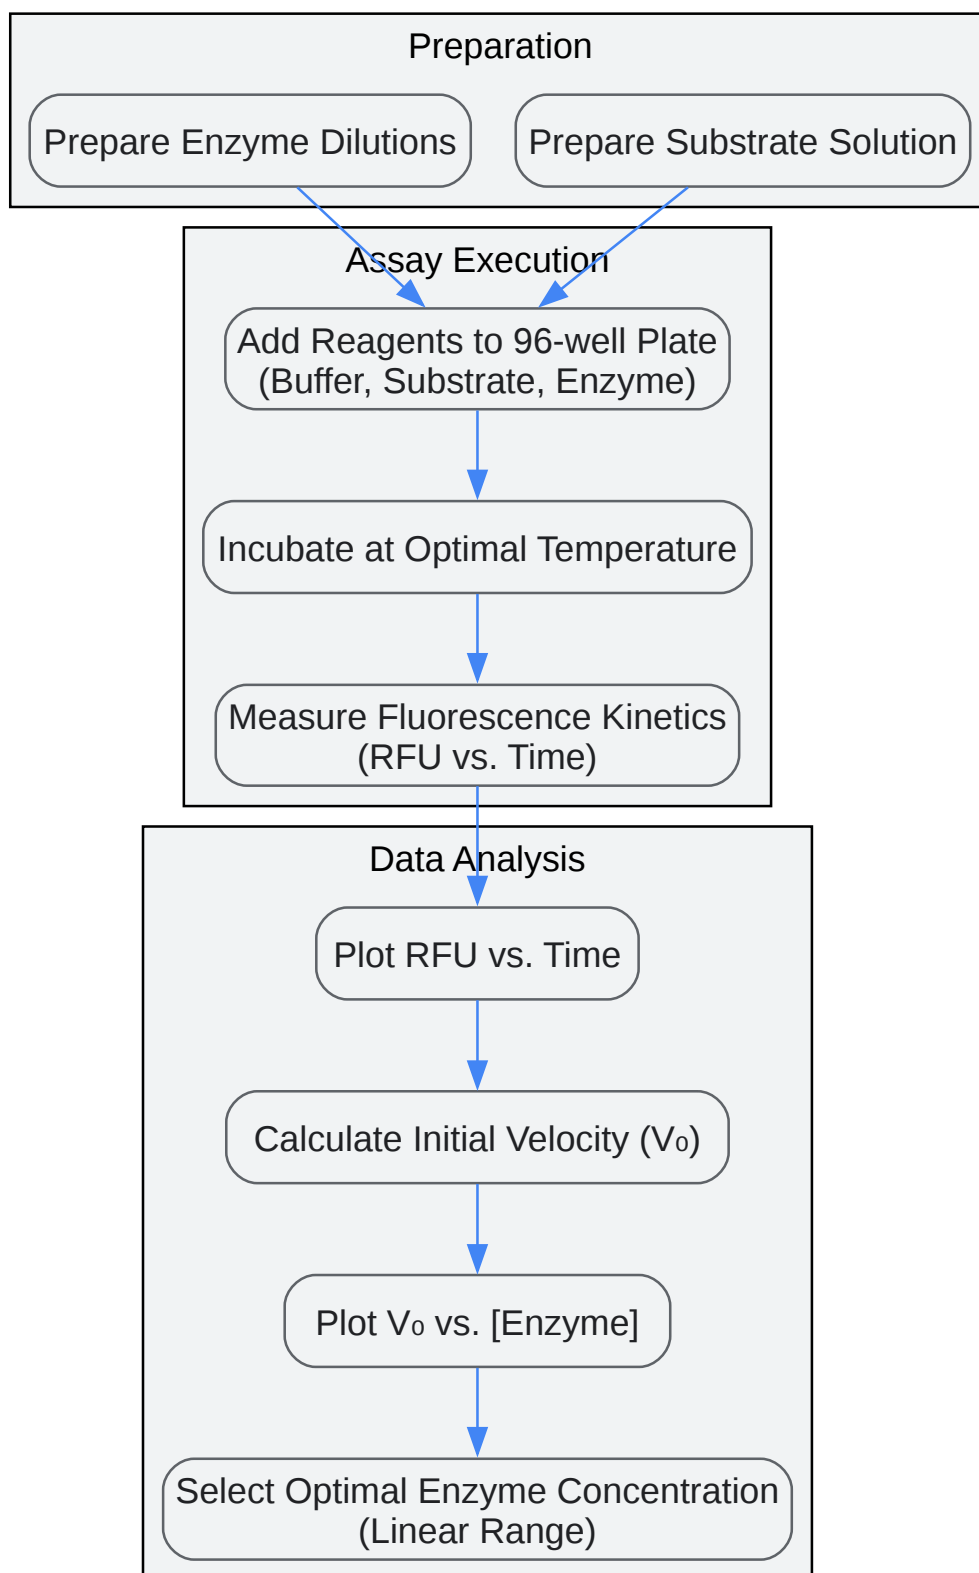 Preparation
Prepare Enzyme Dilutions
Prepare Substrate Solution
Assay Execution
Add Reagents to 96-well Plate
(Buffer, Substrate, Enzyme)
Incubate at Optimal Temperature
Measure Fluorescence Kinetics
(RFU vs. Time)
Data Analysis
Plot RFU vs. Time
Calculate Initial Velocity (V₀)
Plot V₀ vs. [Enzyme]
Select Optimal Enzyme Concentration
(Linear Range)